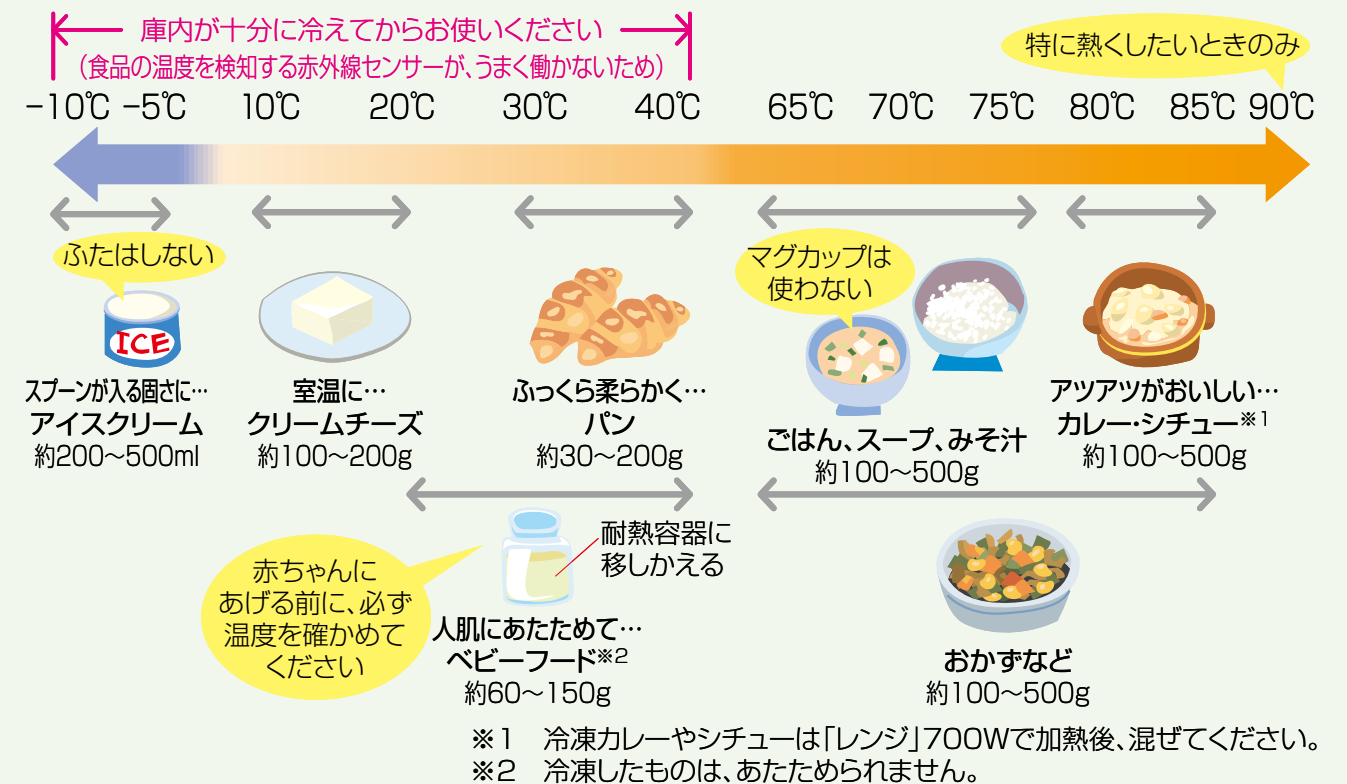 庫内が十分に冷えてからお使いください
（食品の温度を検知する赤外線センサーが、うまく働かないため）
特に熱くしたいときのみ
−10℃ −5℃ 10℃ 20℃ 30℃ 40℃ 65℃ 70℃ 75℃ 80℃ 85℃ 90℃
ふたはしない
ICE
スプーンが入る固さに…
アイスクリーム
約200〜500ml
室温に…
クリームチーズ
約100〜200g
ふっくら柔らかく…
パン
約30〜200g
マグカップは
使わない
ごはん、スープ、みそ汁
約100〜500g
アツアツがおいしい…
カレー・シチュー※1
約100〜500g
赤ちゃんに
あげる前に、必ず
温度を確かめて
ください
耐熱容器に
移しかえる
人肌にあたためて…
ベビーフード※2
約60〜150g
おかずなど
約100〜500g
※1 冷凍カレーやシチューは「レンジ」700Wで加熱後、混ぜてください。
※2 冷凍したものは、あたためられません。